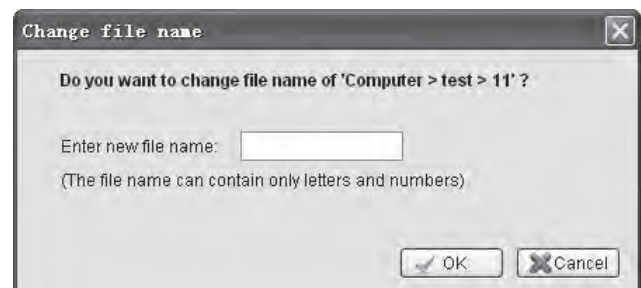 Change file name
Do you want to change file name of 'Computer > test > 11' ?
Enter new file name:
(The file name can contain only letters and numbers)
OK Cancel